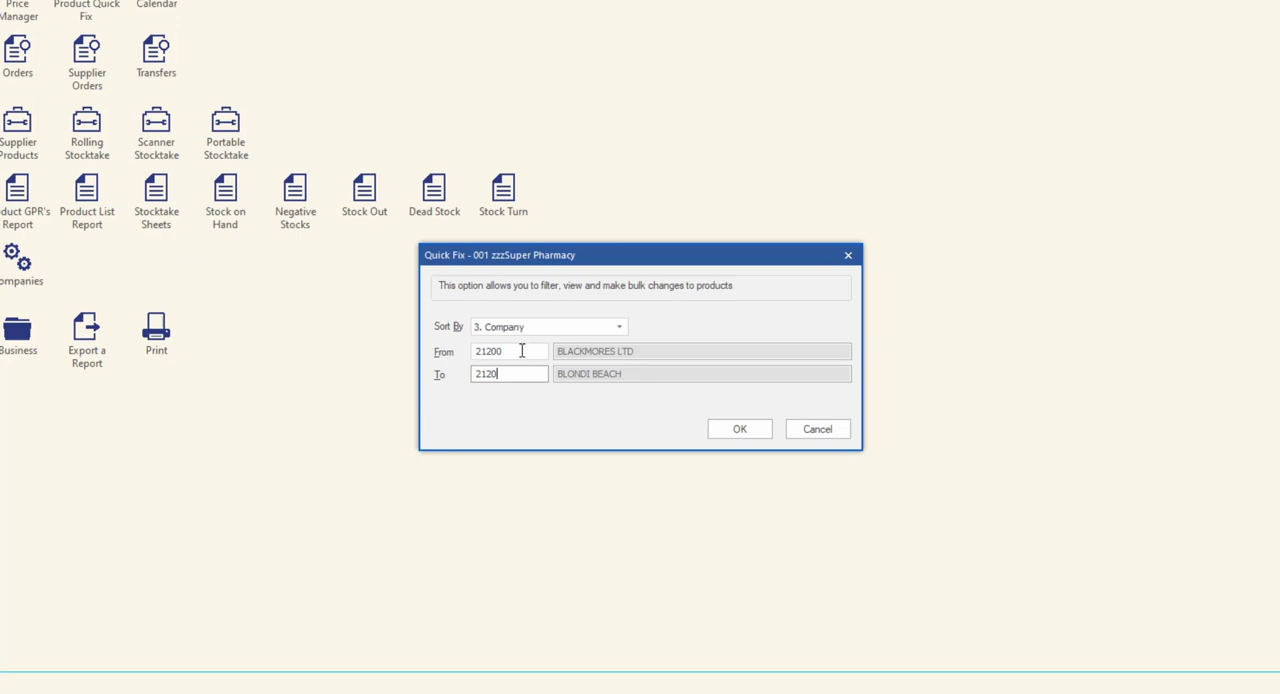 Price Manager
Product Quick Fix
Calendar
Orders
Supplier Orders
Transfers
Supplier Products
Rolling Stocktake
Scanner Stocktake
Portable Stocktake
duct GPR's Report
Product List Report
Stocktake Sheets
Stock on Hand
Negative Stocks
Stock Out
Dead Stock
Stock Turn
ompanies
Business
Export a Report
Print
Quick Fix - 001 zzzSuper Pharmacy
This option allows you to filter, view and make bulk changes to products
Sort By 3. Company
From 21200 BLACKMORES LTD
To 2120 BLONDI BEACH
OK Cancel